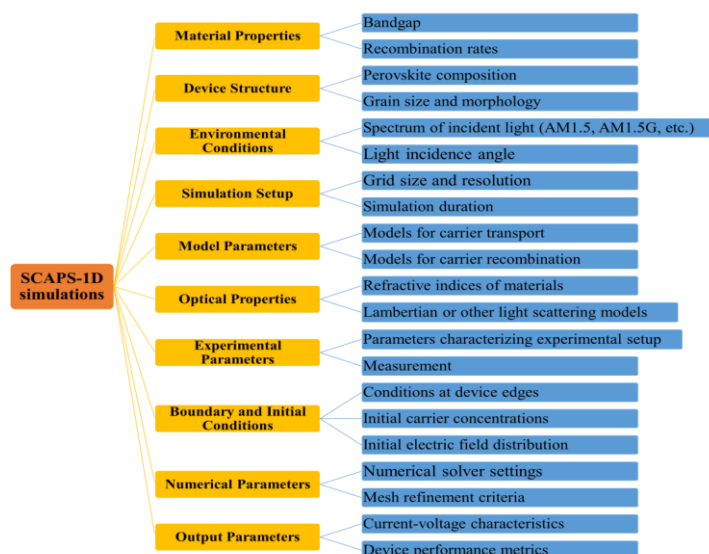 SCAPS-1D
simulations
Material Properties
Bandgap
Recombination rates
Device Structure
Perovskite composition
Grain size and morphology
Environmental
Conditions
Spectrum of incident light (AM1.5, AM1.5G, etc.)
Light incidence angle
Simulation Setup
Grid size and resolution
Simulation duration
Model Parameters
Models for carrier transport
Models for carrier recombination
Optical Properties
Refractive indices of materials
Lambertian or other light scattering models
Experimental
Parameters
Parameters characterizing experimental setup
Measurement
Boundary and Initial
Conditions
Conditions at device edges
Initial carrier concentrations
Initial electric field distribution
Numerical Parameters
Numerical solver settings
Mesh refinement criteria
Output Parameters
Current-voltage characteristics
Device performance metrics